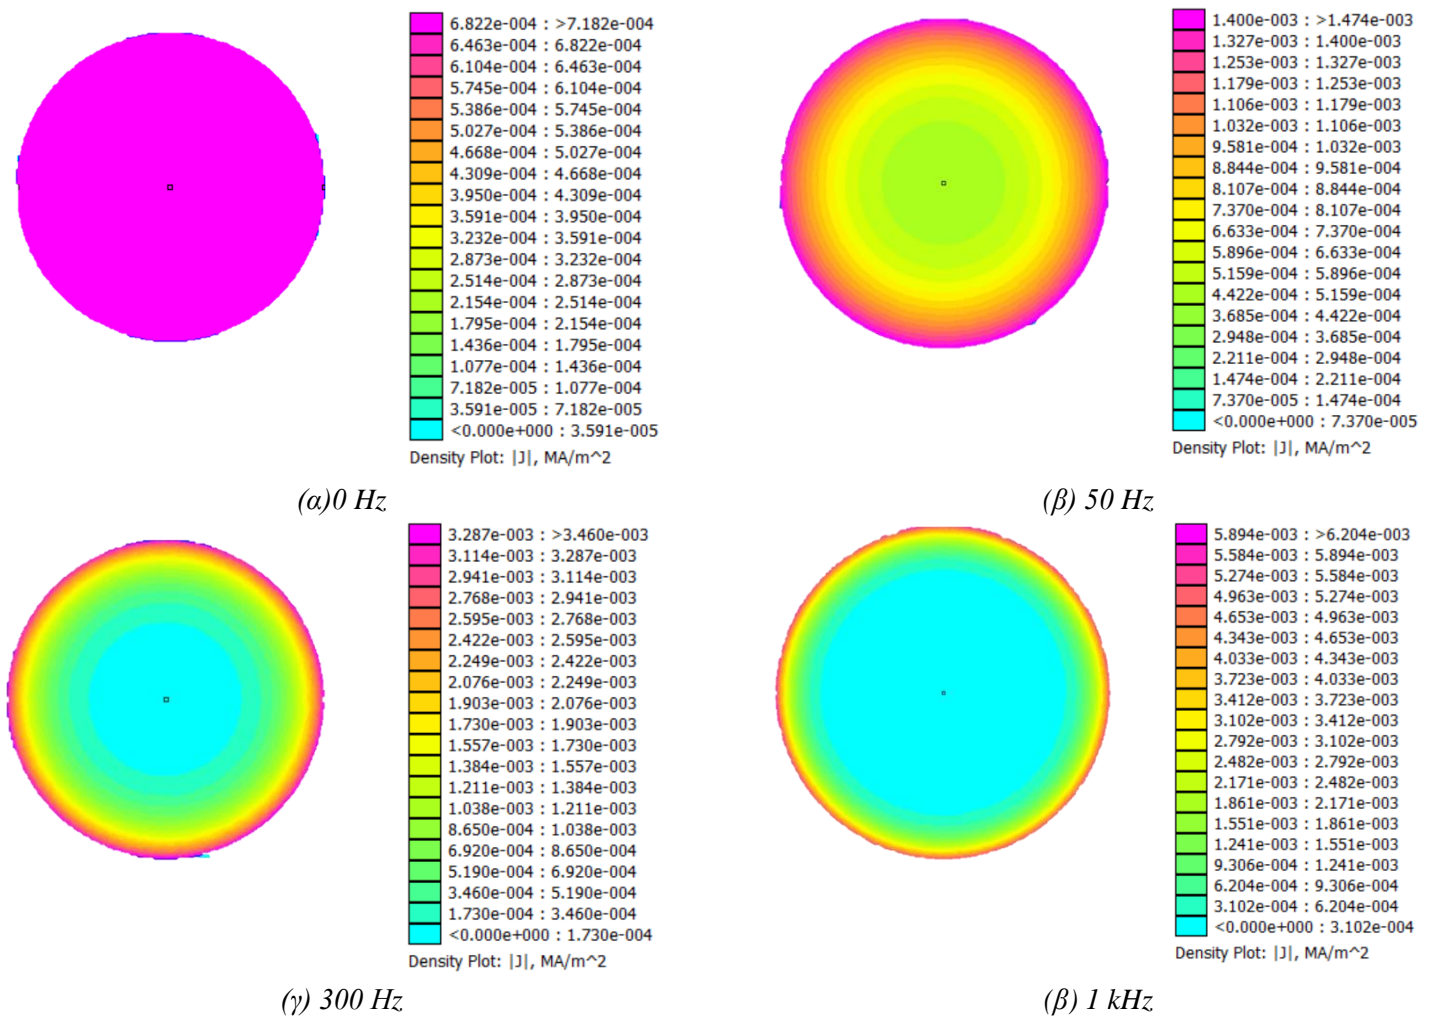 6.822e-004 : >7.182e-004
6.463e-004 : 6.822e-004
6.104e-004 : 6.463e-004
5.745e-004 : 6.104e-004
5.386e-004 : 5.745e-004
5.027e-004 : 5.386e-004
4.668e-004 : 5.027e-004
4.309e-004 : 4.668e-004
3.950e-004 : 4.309e-004
3.591e-004 : 3.950e-004
3.232e-004 : 3.591e-004
2.873e-004 : 3.232e-004
2.514e-004 : 2.873e-004
2.154e-004 : 2.514e-004
1.795e-004 : 2.154e-004
1.436e-004 : 1.795e-004
1.077e-004 : 1.436e-004
7.182e-005 : 1.077e-004
3.591e-005 : 7.182e-005
<0.000e+000 : 3.591e-005
Density Plot: |J|, MA/m^2
(α)0 Hz
1.400e-003 : >1.474e-003
1.327e-003 : 1.400e-003
1.253e-003 : 1.327e-003
1.179e-003 : 1.253e-003
1.106e-003 : 1.179e-003
1.032e-003 : 1.106e-003
9.581e-004 : 1.032e-003
8.844e-004 : 9.581e-004
8.107e-004 : 8.844e-004
7.370e-004 : 8.107e-004
6.633e-004 : 7.370e-004
5.896e-004 : 6.633e-004
5.159e-004 : 5.896e-004
4.422e-004 : 5.159e-004
3.685e-004 : 4.422e-004
2.948e-004 : 3.685e-004
2.211e-004 : 2.948e-004
1.474e-004 : 2.211e-004
7.370e-005 : 1.474e-004
<0.000e+000 : 7.370e-005
Density Plot: |J|, MA/m^2
(β) 50 Hz
3.287e-003 : >3.460e-003
3.114e-003 : 3.287e-003
2.941e-003 : 3.114e-003
2.768e-003 : 2.941e-003
2.595e-003 : 2.768e-003
2.422e-003 : 2.595e-003
2.249e-003 : 2.422e-003
2.076e-003 : 2.249e-003
1.903e-003 : 2.076e-003
1.730e-003 : 1.903e-003
1.557e-003 : 1.730e-003
1.384e-003 : 1.557e-003
1.211e-003 : 1.384e-003
1.038e-003 : 1.211e-003
8.650e-004 : 1.038e-003
6.920e-004 : 8.650e-004
5.190e-004 : 6.920e-004
3.460e-004 : 5.190e-004
1.730e-004 : 3.460e-004
<0.000e+000 : 1.730e-004
Density Plot: |J|, MA/m^2
(γ) 300 Hz
5.894e-003 : >6.204e-003
5.584e-003 : 5.894e-003
5.274e-003 : 5.584e-003
4.963e-003 : 5.274e-003
4.653e-003 : 4.963e-003
4.343e-003 : 4.653e-003
4.033e-003 : 4.343e-003
3.723e-003 : 4.033e-003
3.412e-003 : 3.723e-003
3.102e-003 : 3.412e-003
2.792e-003 : 3.102e-003
2.482e-003 : 2.792e-003
2.171e-003 : 2.482e-003
1.861e-003 : 2.171e-003
1.551e-003 : 1.861e-003
1.241e-003 : 1.551e-003
9.306e-004 : 1.241e-003
6.204e-004 : 9.306e-004
3.102e-004 : 6.204e-004
<0.000e+000 : 3.102e-004
Density Plot: |J|, MA/m^2
(β) 1 kHz